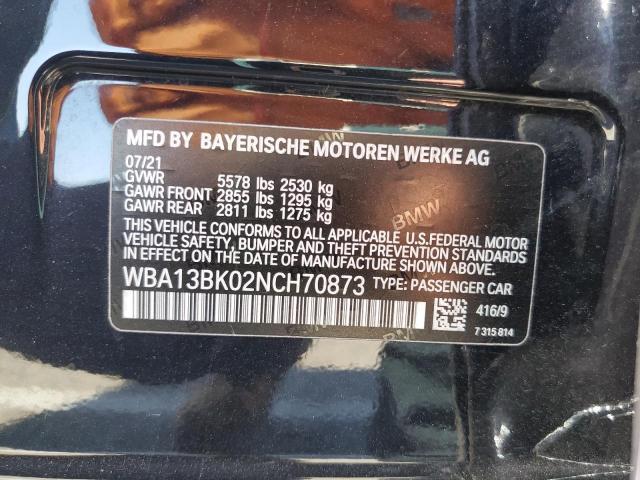 MFD BY BAYERISCHE MOTOREN WERKE AG
07/21
GVWR 5578 lbs 2530 kg
GAWR FRONT 2855 lbs 1295 kg
GAWR REAR 2811 lbs 1275 kg
THIS VEHICLE CONFORMS TO ALL APPLICABLE U.S.FEDERAL MOTOR
VEHICLE SAFETY, BUMPER AND THEFT PREVENTION STANDARDS
IN EFFECT ON THE DATE OF MANUFACTURE SHOWN ABOVE.
WBA13BK02NCH70873 TYPE: PASSENGER CAR
416/9
7 315 814
BMW